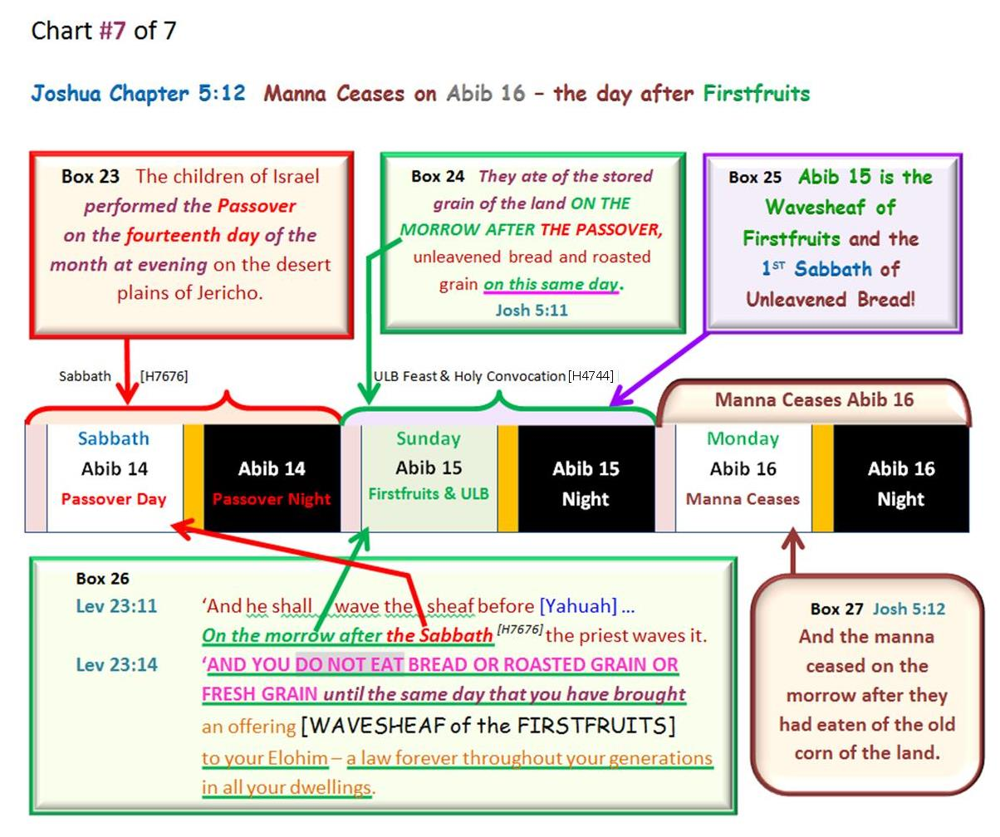 Chart #7 of 7
Joshua Chapter 5:12 Manna Ceases on Abib 16 – the day after Firstfruits
Box 23 The children of Israel
performed the Passover
on the fourteenth day of the
month at evening on the desert
plains of Jericho.
Box 24 They ate of the stored
grain of the land ON THE
MORROW AFTER THE PASSOVER,
unleavened bread and roasted
grain on this same day.
Josh 5:11
Box 25 Abib 15 is the
Wavesheaf of
Firstfruits and the
1ST Sabbath of
Unleavened Bread!
Sabbath [H7676]
ULB Feast & Holy Convocation [H4744]
Manna Ceases Abib 16
Sabbath
Abib 14
Passover Day
Abib 14
Passover Night
Sunday
Abib 15
Firstfruits & ULB
Abib 15
Night
Monday
Abib 16
Manna Ceases
Abib 16
Night
Box 26
Lev 23:11 ‘And he shall wave the sheaf before [Yahuah] ...
On the morrow after the Sabbath [H7676] the priest waves it.
Lev 23:14 ‘AND YOU DO NOT EAT BREAD OR ROASTED GRAIN OR
FRESH GRAIN until the same day that you have brought
an offering [WAVESHEAF of the FIRSTFRUITS]
to your Elohim – a law forever throughout your generations
in all your dwellings.
Box 27 Josh 5:12
And the manna
ceased on the
morrow after they
had eaten of the old
corn of the land.